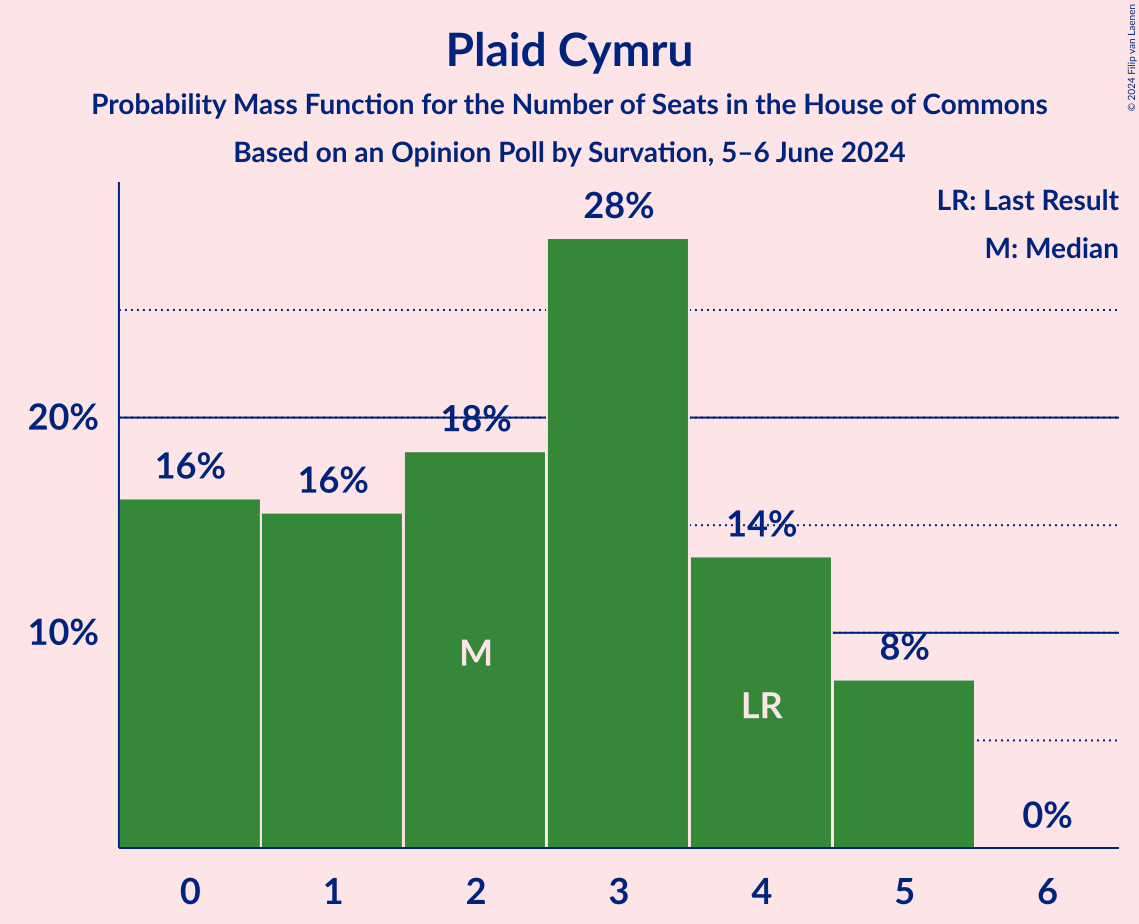 Plaid Cymru
Probability Mass Function for the Number of Seats in the House of Commons
Based on an Opinion Poll by Survation, 5–6 June 2024
© 2024 Filip van Laenen
LR: Last Result
M: Median
28%
20%
18%
16%
16%
14%
10%
8%
M
LR
0%
0 1 2 3 4 5 6